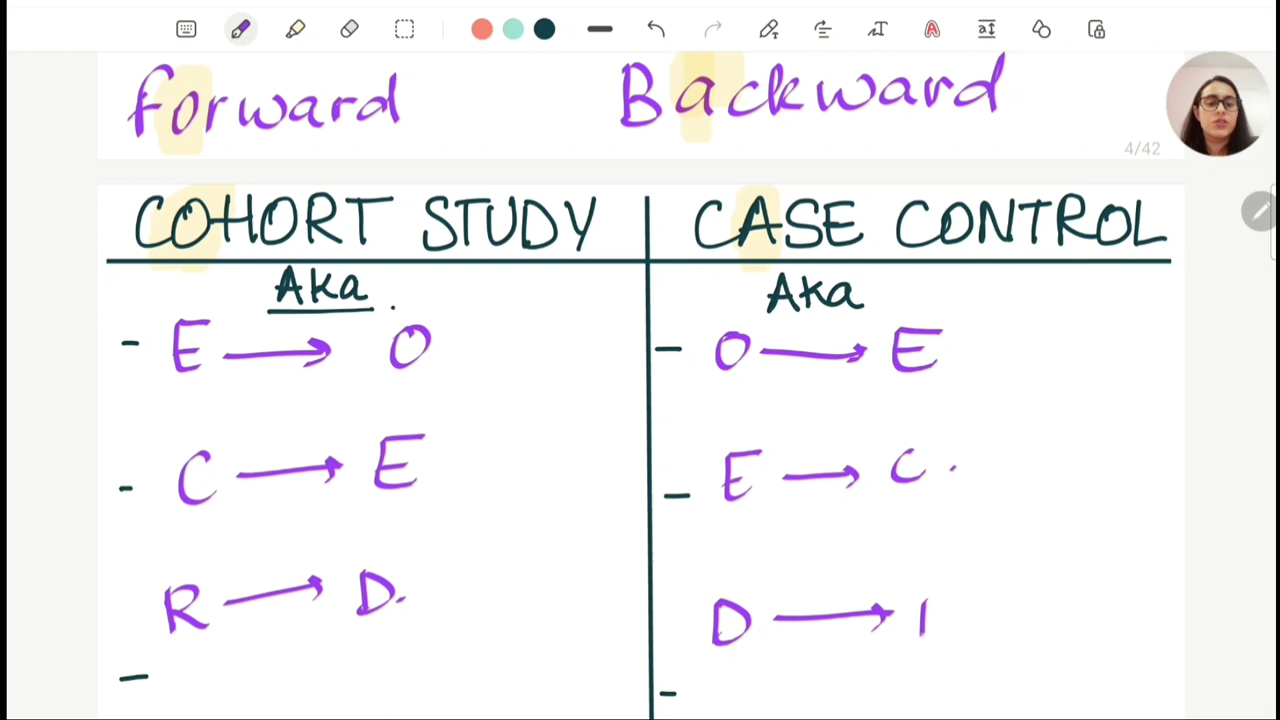 forward Backward
4/42
COHORT STUDY CASE CONTROL
Aka . Aka
- E → O - O → E
- C → E - E → C .
R → D. D →
- -